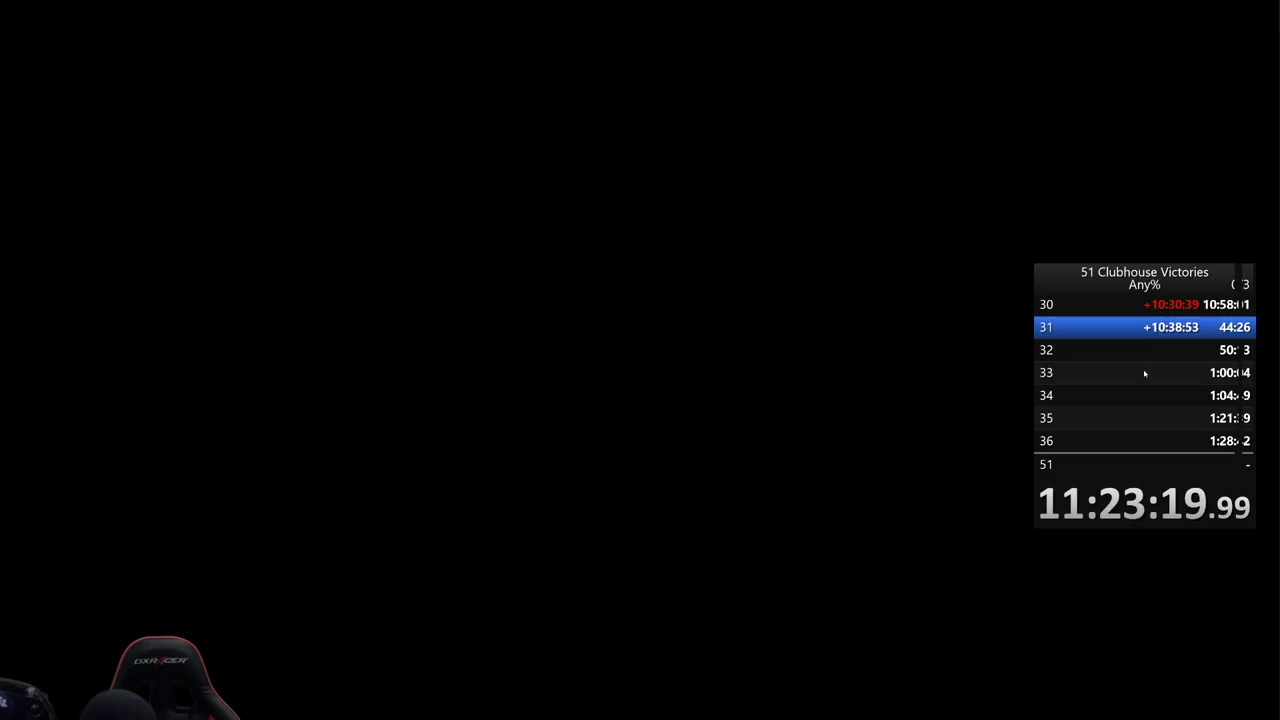 51 Clubhouse Victories
Any%
30 +10:30:39
31 +10:38:53 44:26
32
33
34
35
36
51 -
11:23:19.99
DXRACER